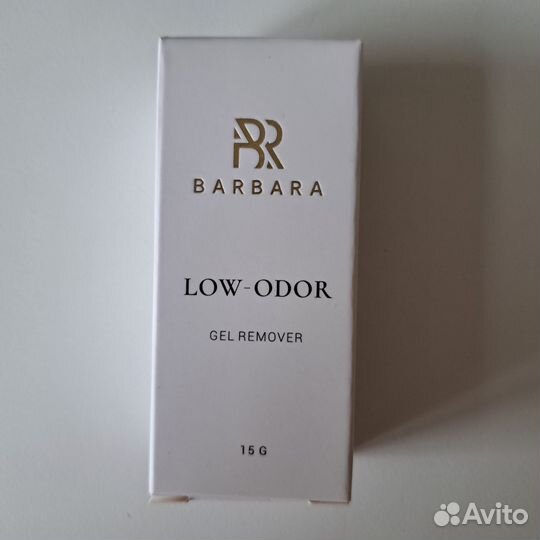 BR
BARBARA
LOW-ODOR
GEL REMOVER
15 G
Avito